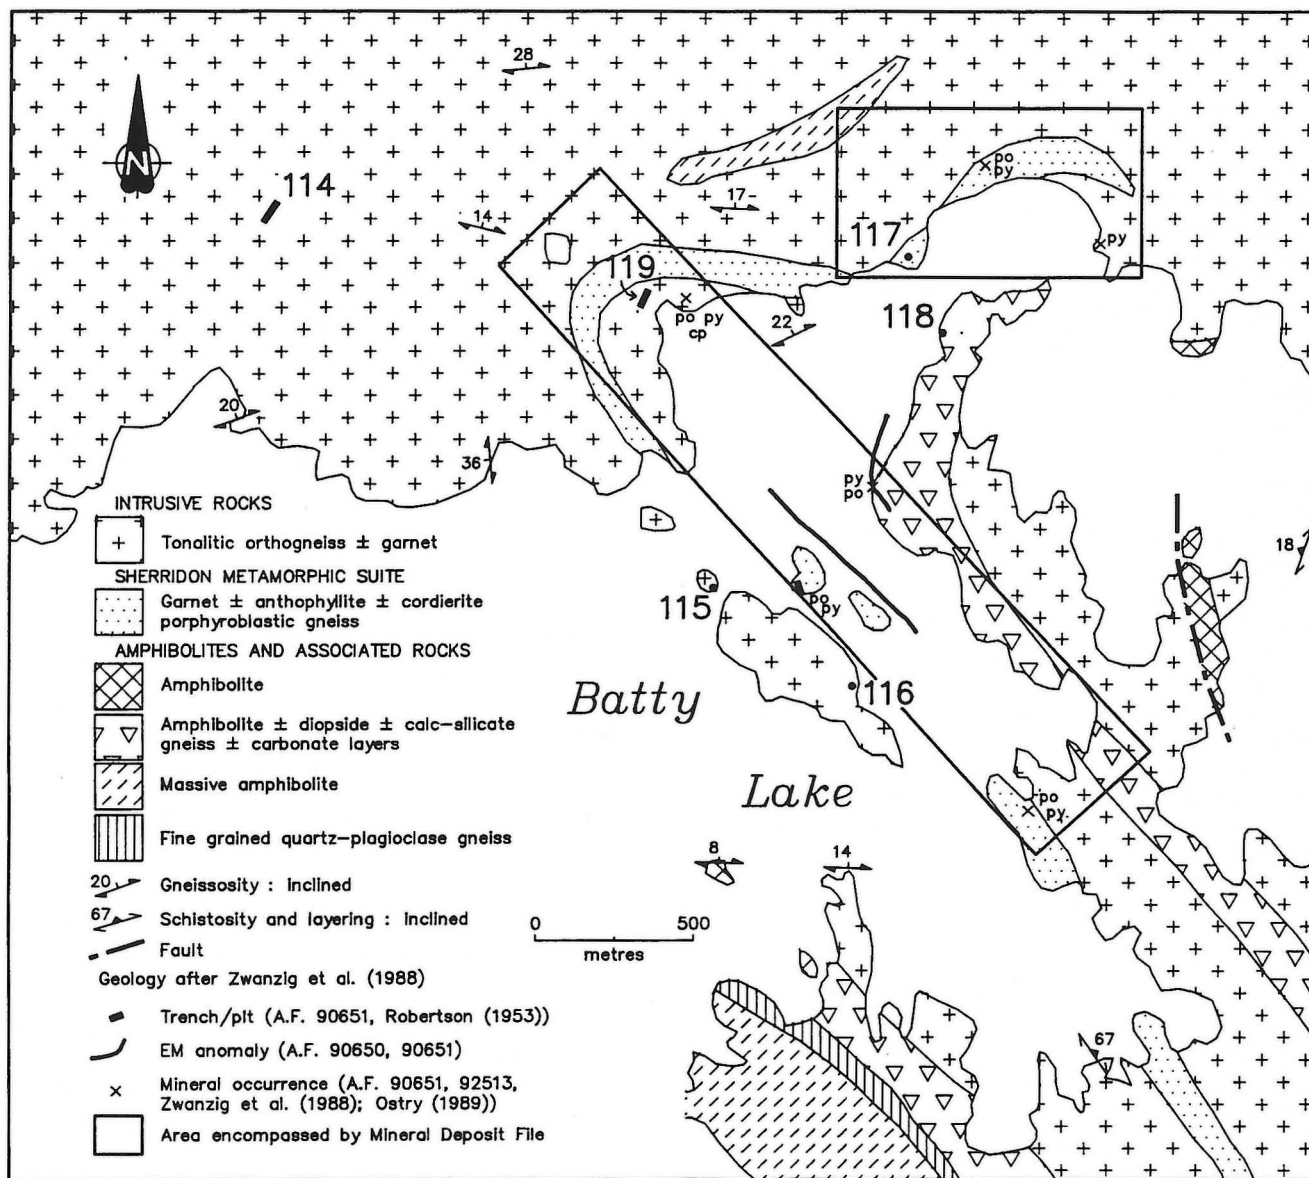 28
N
114
14
17
po
py
117
py
119
po py
cp
22
118
20
36
py
po
18
115
po
py
116
Batty
Lake
po
py
8
14
67
0 500
metres
INTRUSIVE ROCKS
Tonalitic orthogneiss ± garnet
SHERRIDON METAMORPHIC SUITE
Garnet ± anthophyllite ± cordierite
porphyroblastic gneiss
AMPHIBOLITES AND ASSOCIATED ROCKS
Amphibolite
Amphibolite ± diopside ± calc-silicate
gneiss ± carbonate layers
Massive amphibolite
Fine grained quartz-plagioclase gneiss
20 Gneissosity : Inclined
67 Schistosity and layering : Inclined
Fault
Geology after Zwanzig et al. (1988)
Trench/pit (A.F. 90651, Robertson (1953))
EM anomaly (A.F. 90650, 90651)
Mineral occurrence (A.F. 90651, 92513,
Zwanzig et al. (1988); Ostry (1989))
Area encompassed by Mineral Deposit File